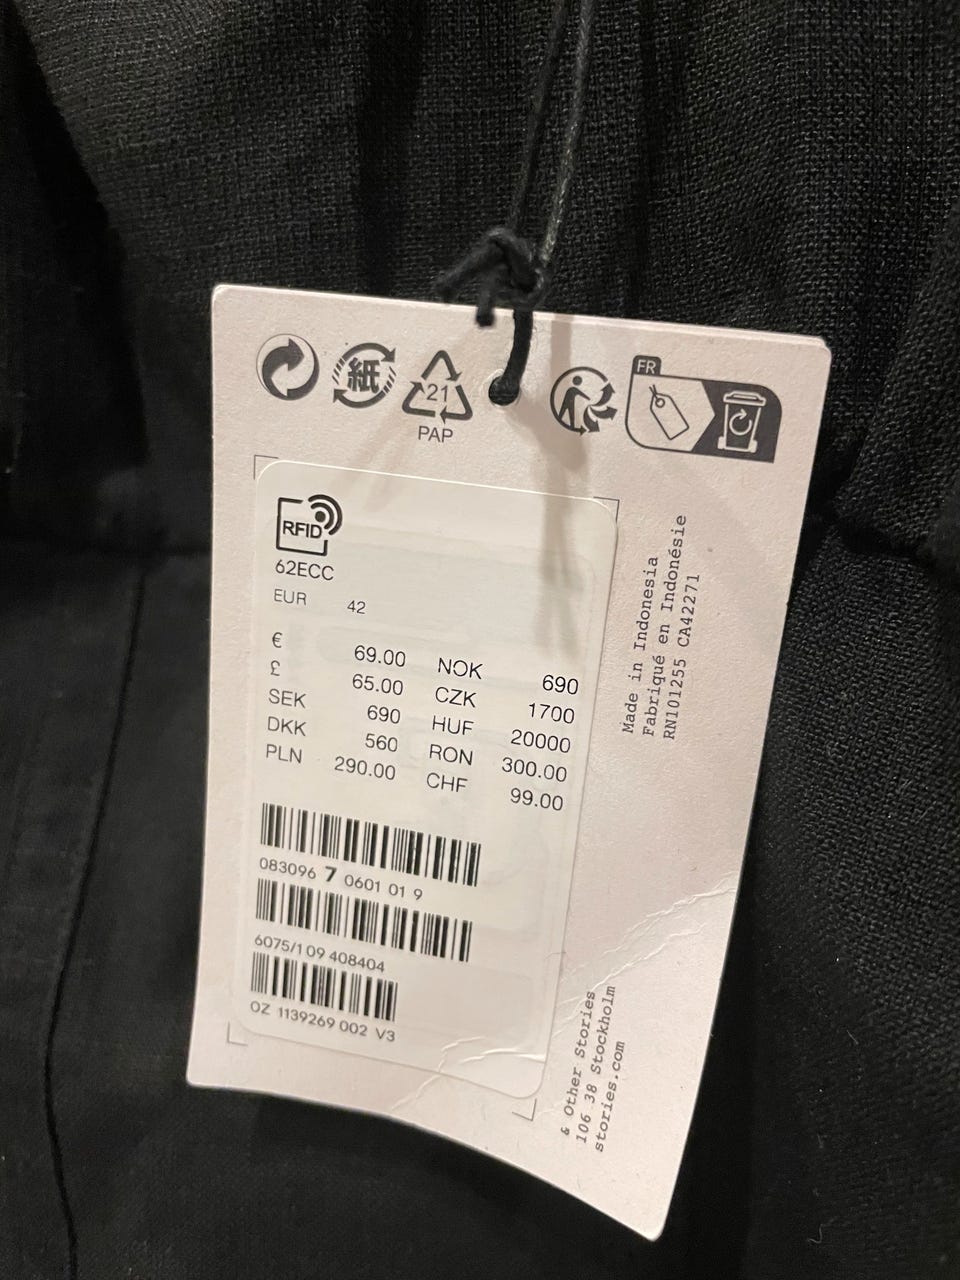 紙
21
PAP
FR
RFID
62ECC
EUR 42
€ 69.00 NOK 690
£ 65.00 CZK 1700
SEK 690 HUF 20000
DKK 560 RON 300.00
PLN 290.00 CHF 99.00
083096 7 0601 01 9
6075/1 09 408404
OZ 1139269 002 V3
Made in Indonesia
Fabriqué en Indonésie
RN101255 CA42271
& Other Stories
106 38 Stockholm
stories.com